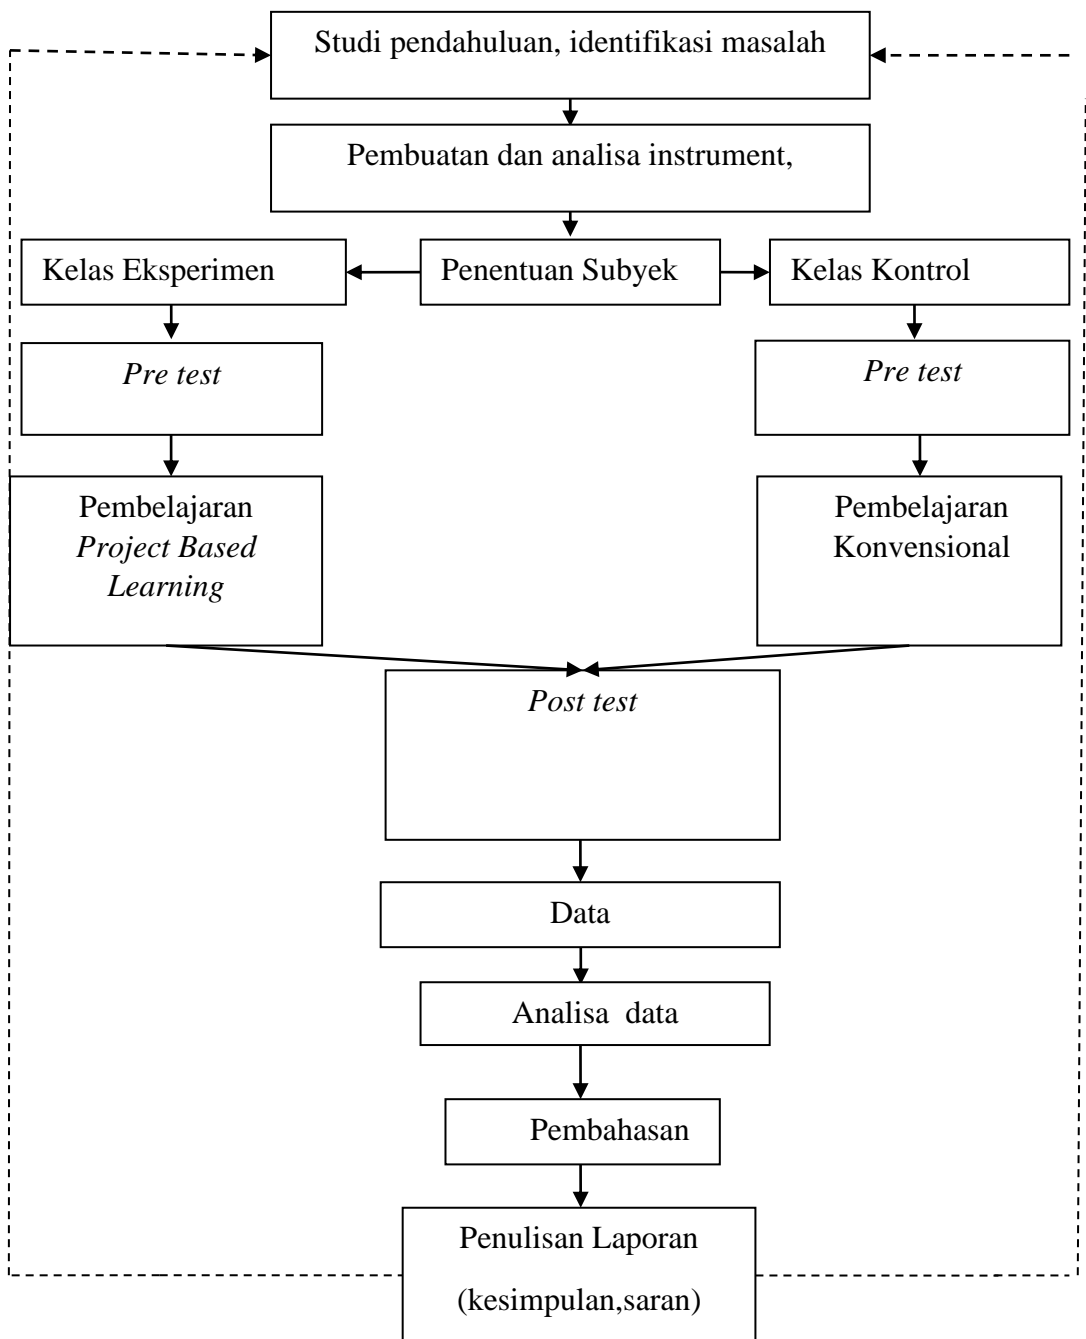 Studi pendahuluan, identifikasi masalah
Pembuatan dan analisa instrument,
Kelas Eksperimen
Penentuan Subyek
Kelas Kontrol
Pre test
Pre test
Pembelajaran
Project Based
Learning
Pembelajaran
Konvensional
Post test
Data
Analisa data
Pembahasan
Penulisan Laporan
(kesimpulan,saran)